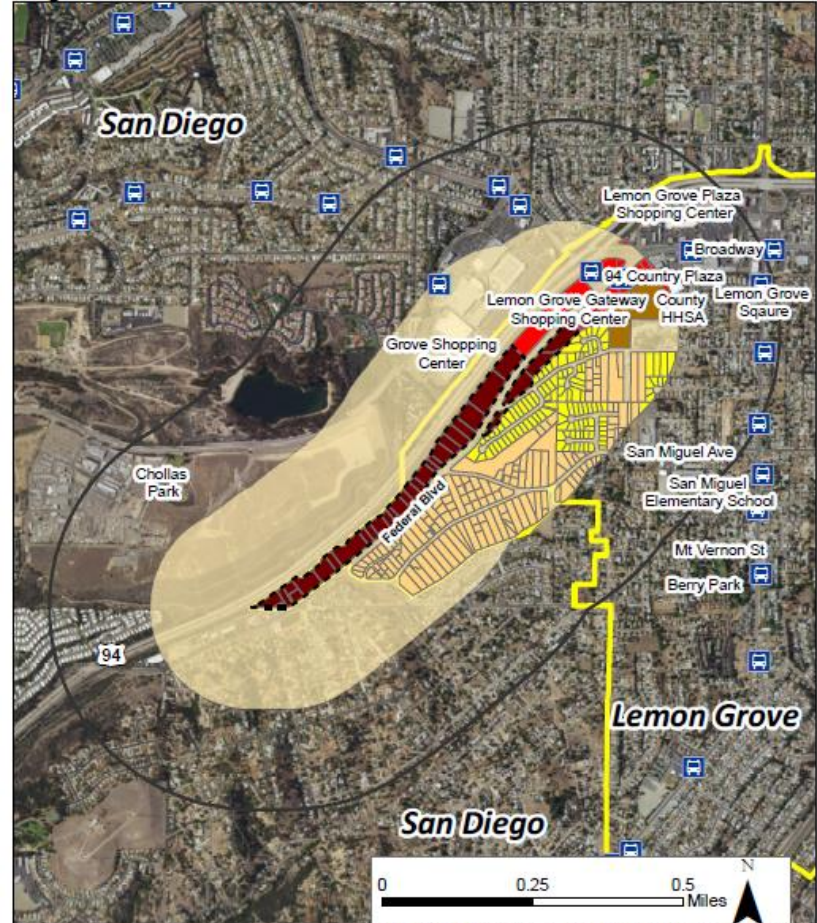 San Diego
Lemon Grove Plaza
Shopping Center
Broadway
94 Country Plaza
Lemon Grove Gateway
Shopping Center
County
HHSA
Lemon Grove
Sqaure
Grove Shopping
Center
Chollas
Park
Federal Blvd
San Miguel Ave
San Miguel
Elementary School
Mt Vernon St
Berry Park
94
Lemon Grove
San Diego
N
0 0.25 0.5
Miles